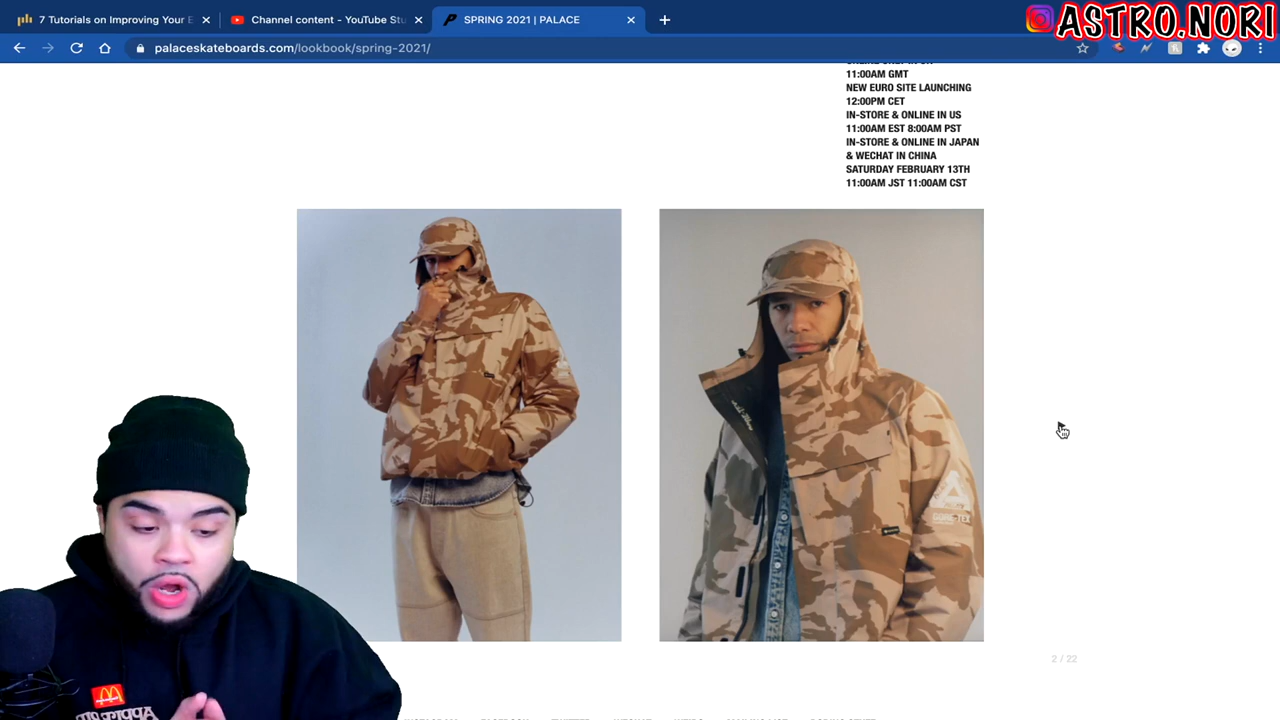 7 Tutorials on Improving Your E
Channel content - YouTube Stu
SPRING 2021 | PALACE
ASTRO.NORI
palaceskateboards.com/lookbook/spring-2021/
11:00AM GMT
NEW EURO SITE LAUNCHING
12:00PM CET
IN-STORE & ONLINE IN US
11:00AM EST 8:00AM PST
IN-STORE & ONLINE IN JAPAN
& WECHAT IN CHINA
SATURDAY FEBRUARY 13TH
11:00AM JST 11:00AM CST
2 / 22